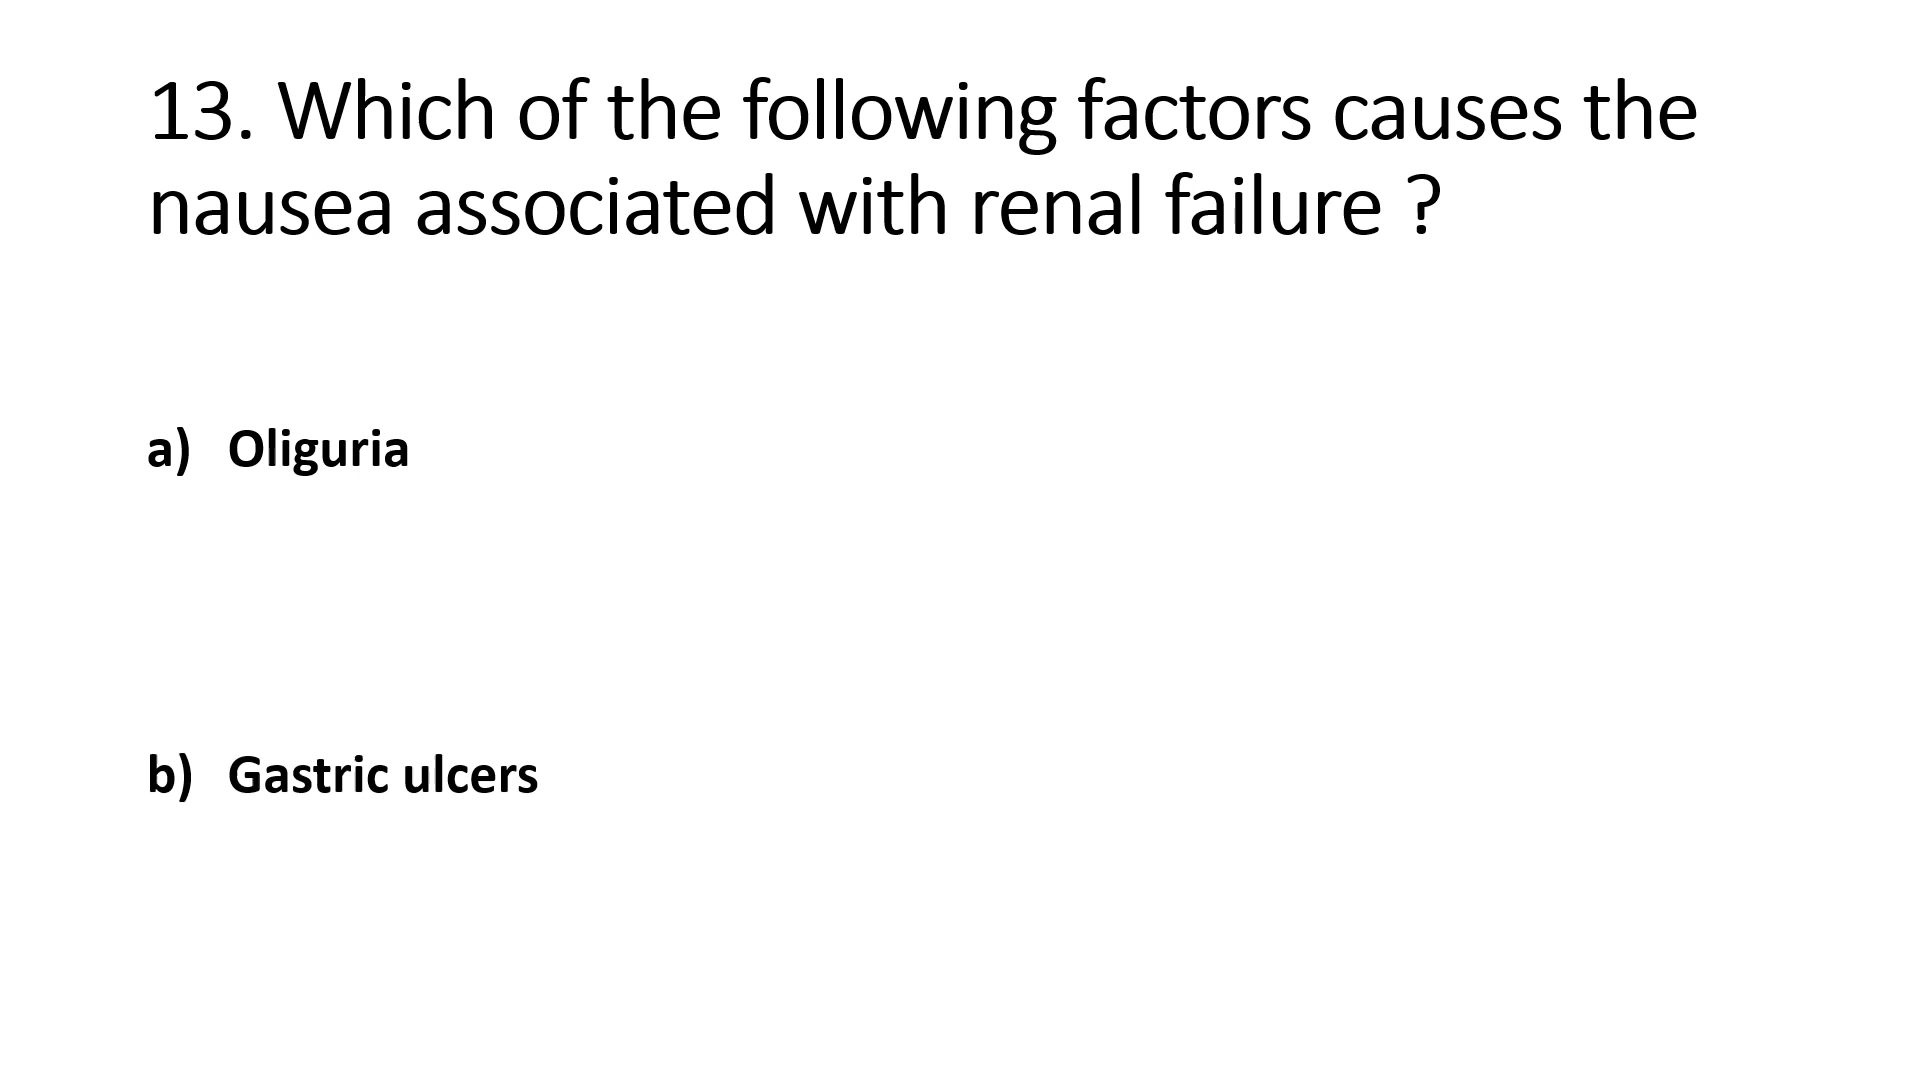 13. Which of the following factors causes the
nausea associated with renal failure ?
a) Oliguria
b) Gastric ulcers